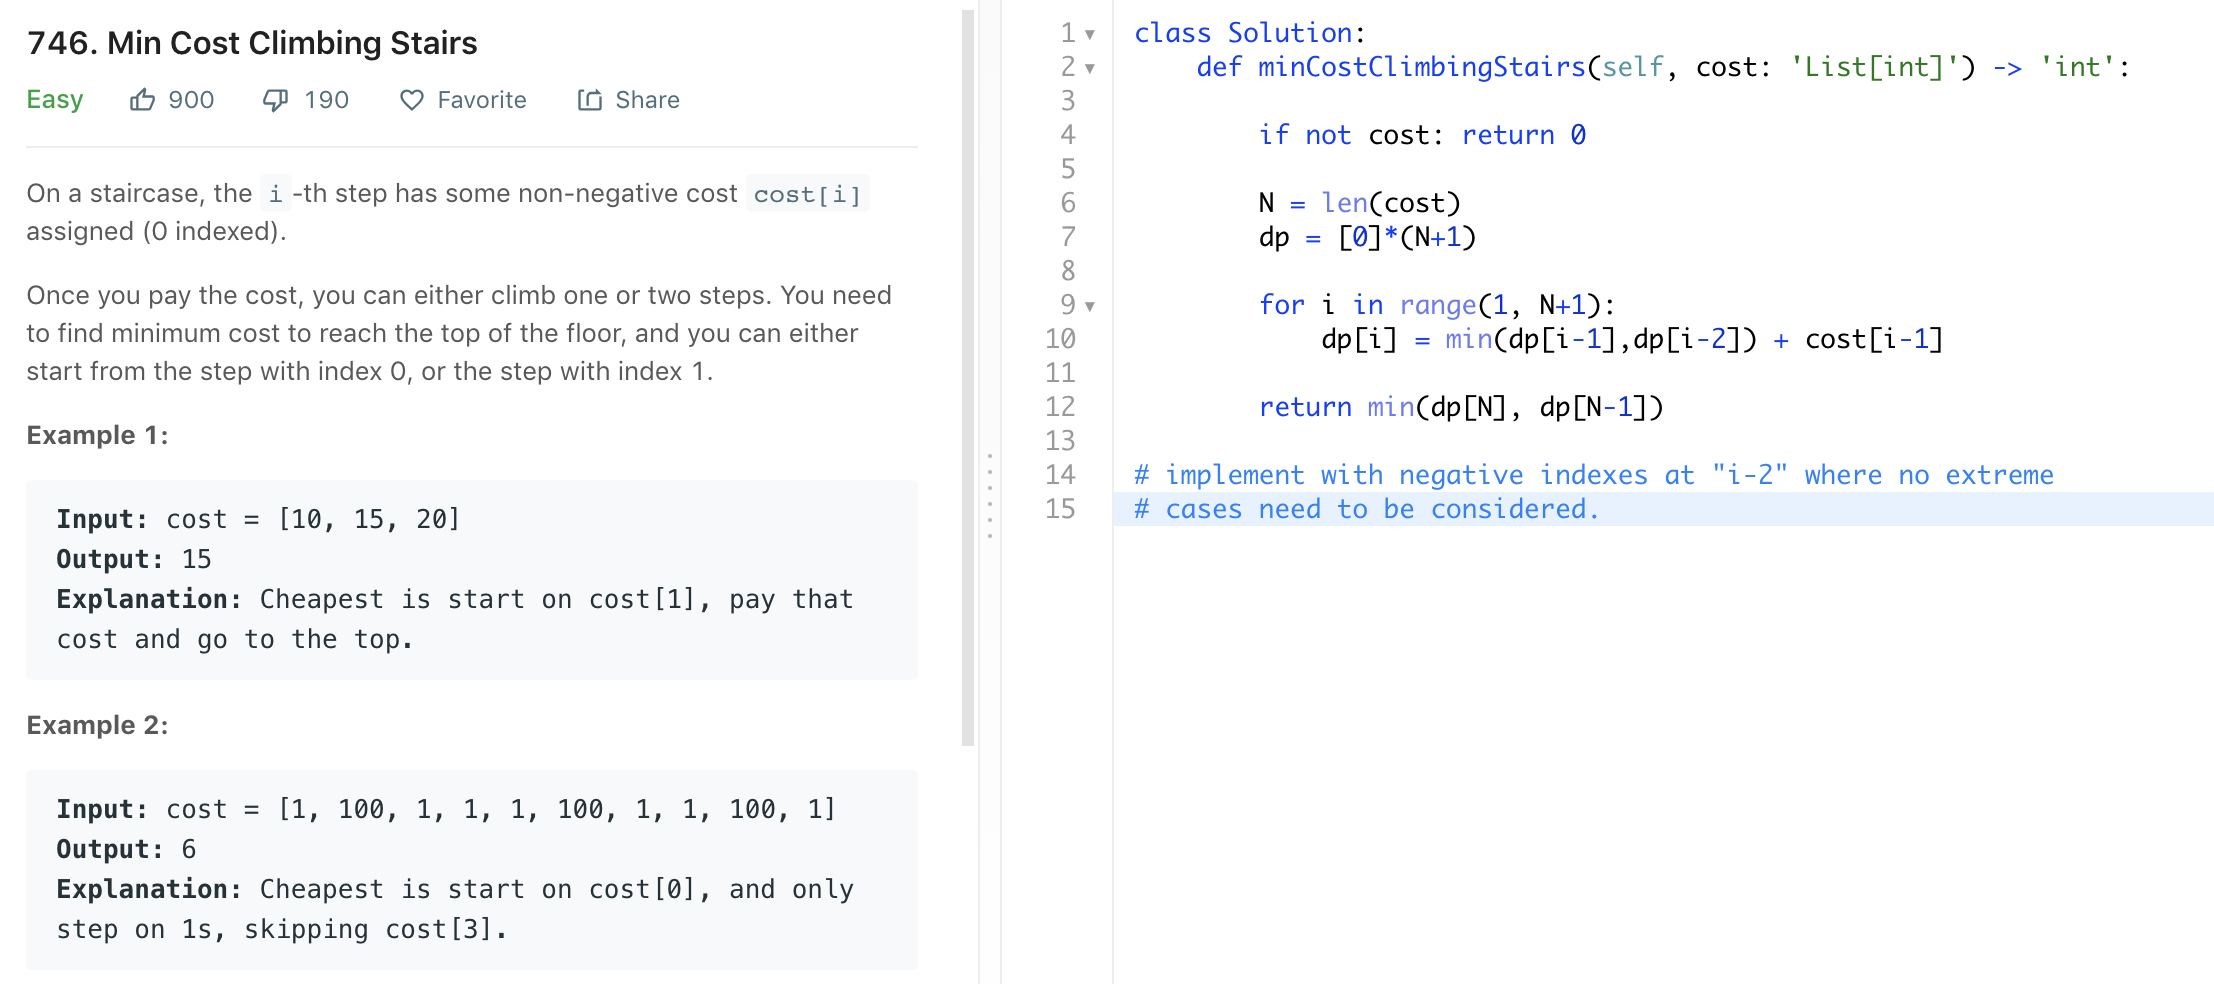 746. Min Cost Climbing Stairs
Easy 900 190 Favorite Share
On a staircase, the i -th step has some non-negative cost cost[i]
assigned (0 indexed).
Once you pay the cost, you can either climb one or two steps. You need
to find minimum cost to reach the top of the floor, and you can either
start from the step with index 0, or the step with index 1.
Example 1:
Input: cost = [10, 15, 20]
Output: 15
Explanation: Cheapest is start on cost[1], pay that
cost and go to the top.
Example 2:
Input: cost = [1, 100, 1, 1, 1, 100, 1, 1, 100, 1]
Output: 6
Explanation: Cheapest is start on cost[0], and only
step on 1s, skipping cost[3].
1 class Solution:
2     def minCostClimbingStairs(self, cost: 'List[int]') -> 'int':
3
4         if not cost: return 0
5
6         N = len(cost)
7         dp = [0]*(N+1)
8
9         for i in range(1, N+1):
10             dp[i] = min(dp[i-1],dp[i-2]) + cost[i-1]
11
12         return min(dp[N], dp[N-1])
13
14 # implement with negative indexes at "i-2" where no extreme
15 # cases need to be considered.